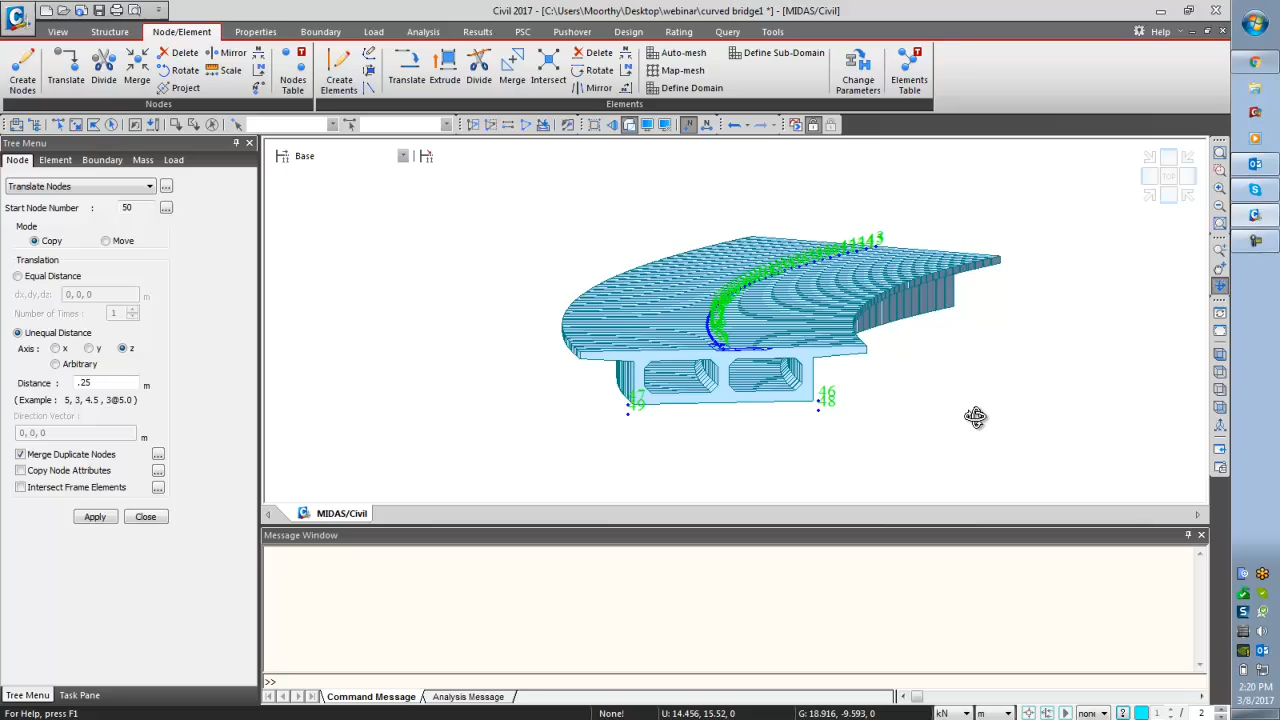 Civil 2017 - [C:\Users\Moorthy\Desktop\webinar\curved bridge1 *] - [MIDAS/Civil]
View Structure Node/Element Properties Boundary Load Analysis Results PSC Pushover Design Rating Query Tools Help
Create Nodes
Translate
Divide
Merge
Delete
Rotate
Project
Mirror
Scale
Nodes Table
Create Elements
Translate
Extrude
Divide
Merge
Intersect
Delete
Rotate
Mirror
Auto-mesh
Map-mesh
Define Domain
Define Sub-Domain
Change Parameters
Elements Table
Nodes
Elements
Tree Menu
Node Element Boundary Mass Load
Translate Nodes
Start Node Number : 50
Mode
Copy Move
Translation
Equal Distance
dx,dy,dz: 0, 0, 0 m
Number of Times : 1
Unequal Distance
Axis : x y z
Arbitrary
Distance : .25 m
( Example : 5, 3, 4.5 , 3@5.0 )
Direction Vector :
0, 0, 0 m
Merge Duplicate Nodes
Copy Node Attributes
Intersect Frame Elements
Apply Close
Base
TOP
47
49
46
48
MIDAS/Civil
Message Window
>>
Command Message Analysis Message
Tree Menu Task Pane
For Help, press F1
None!
U: 14.456, 15.52, 0
G: 18.916, -9.593, 0
kN
m
none
1 / 2
2:20 PM
3/8/2017